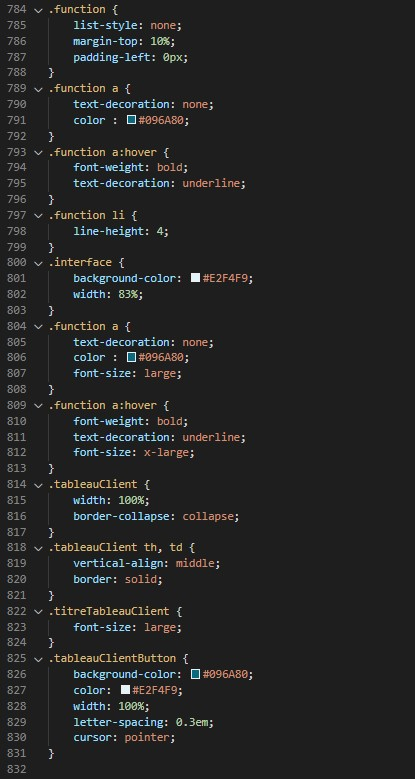 784 .function {
785 list-style: none;
786 margin-top: 10%;
787 padding-left: 0px;
788 }
789 .function a {
790 text-decoration: none;
791 color : #096A80;
792 }
793 .function a:hover {
794 font-weight: bold;
795 text-decoration: underline;
796 }
797 .function li {
798 line-height: 4;
799 }
800 .interface {
801 background-color: #E2F4F9;
802 width: 83%;
803 }
804 .function a {
805 text-decoration: none;
806 color : #096A80;
807 font-size: large;
808 }
809 .function a:hover {
810 font-weight: bold;
811 text-decoration: underline;
812 font-size: x-large;
813 }
814 .tableauClient {
815 width: 100%;
816 border-collapse: collapse;
817 }
818 .tableauClient th, td {
819 vertical-align: middle;
820 border: solid;
821 }
822 .titreTableauClient {
823 font-size: large;
824 }
825 .tableauClientButton {
826 background-color: #096A80;
827 color: #E2F4F9;
828 width: 100%;
829 letter-spacing: 0.3em;
830 cursor: pointer;
831 }
832